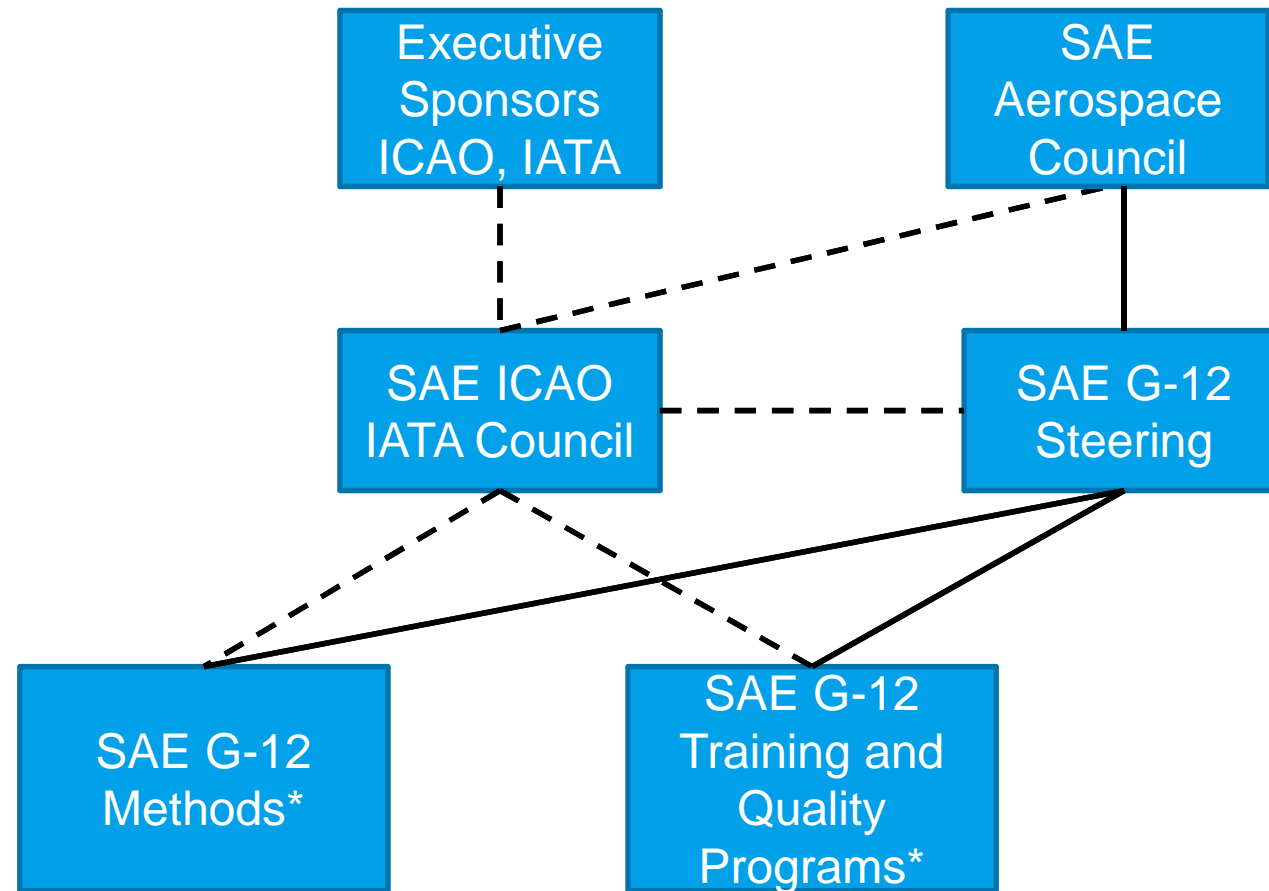 Executive
Sponsors
ICAO, IATA
SAE
Aerospace
Council
SAE ICAO
IATA Council
SAE G-12
Steering
SAE G-12
Methods*
SAE G-12
Training and
Quality
Programs*